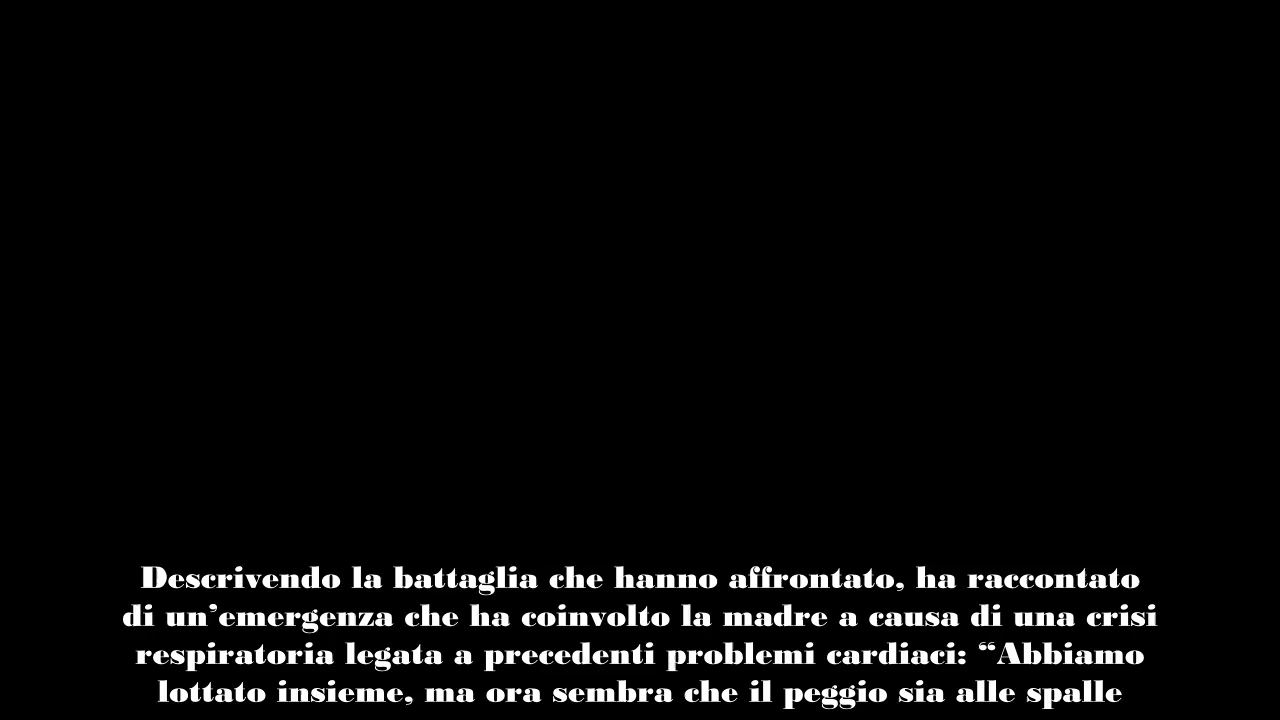 Descrivendo la battaglia che hanno affrontato, ha raccontato
di un’emergenza che ha coinvolto la madre a causa di una crisi
respiratoria legata a precedenti problemi cardiaci: “Abbiamo
lottato insieme, ma ora sembra che il peggio sia alle spalle